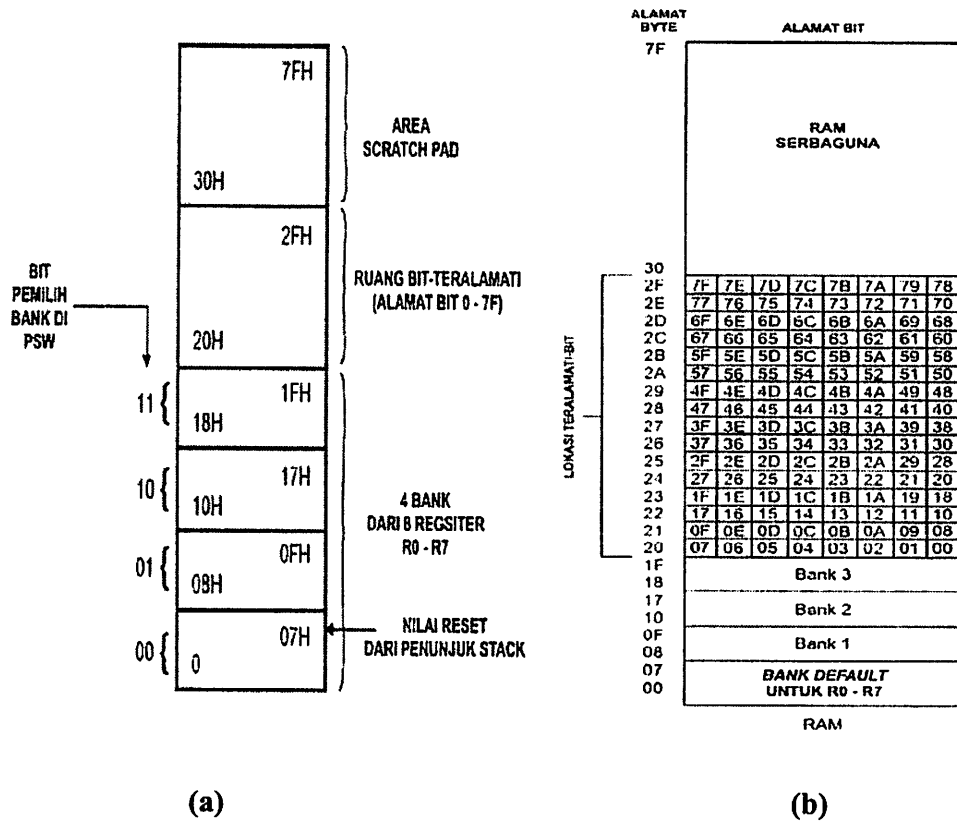 7FH
30H
AREA
SCRATCH PAD
2FH
20H
RUANG BIT-TERALAMATI
(ALAMAT BIT 0 - 7F)
BIT
PEMILIH
BANK DI
PSW
11
1FH
18H
10
17H
10H
01
0FH
08H
00
07H
0
4 BANK
DARI 8 REGSITER
R0 - R7
NILAI RESET
DARI PENUNJUK STACK
(a)
ALAMAT
BYTE
ALAMAT BIT
7F
RAM
SERBAGUNA
30
LOKASI TERALAMATI-BIT
2F 7F 7E 7D 7C 7B 7A 79 78
2E 77 76 75 74 73 72 71 70
2D 6F 6E 6D 6C 6B 6A 69 68
2C 67 66 65 64 63 62 61 60
2B 5F 5E 5D 5C 5B 5A 59 58
2A 57 56 55 54 53 52 51 50
29 4F 4E 4D 4C 4B 4A 49 48
28 47 46 45 44 43 42 41 40
27 3F 3E 3D 3C 3B 3A 39 38
26 37 36 35 34 33 32 31 30
25 2F 2E 2D 2C 2B 2A 29 28
24 27 26 25 24 23 22 21 20
23 1F 1E 1D 1C 1B 1A 19 18
22 17 16 15 14 13 12 11 10
21 0F 0E 0D 0C 0B 0A 09 08
20 07 06 05 04 03 02 01 00
1F
18
Bank 3
17
10
Bank 2
0F
08
Bank 1
07
00
BANK DEFAULT
UNTUK R0 - R7
RAM
(b)